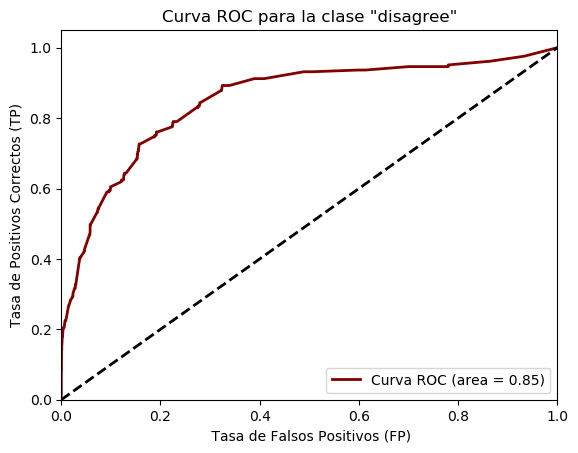 Curva ROC para la clase "disagree"
Tasa de Positivos Correctos (TP)
1.0
0.8
0.6
0.4
0.2
0.0
Curva ROC (area = 0.85)
0.0 0.2 0.4 0.6 0.8 1.0
Tasa de Falsos Positivos (FP)